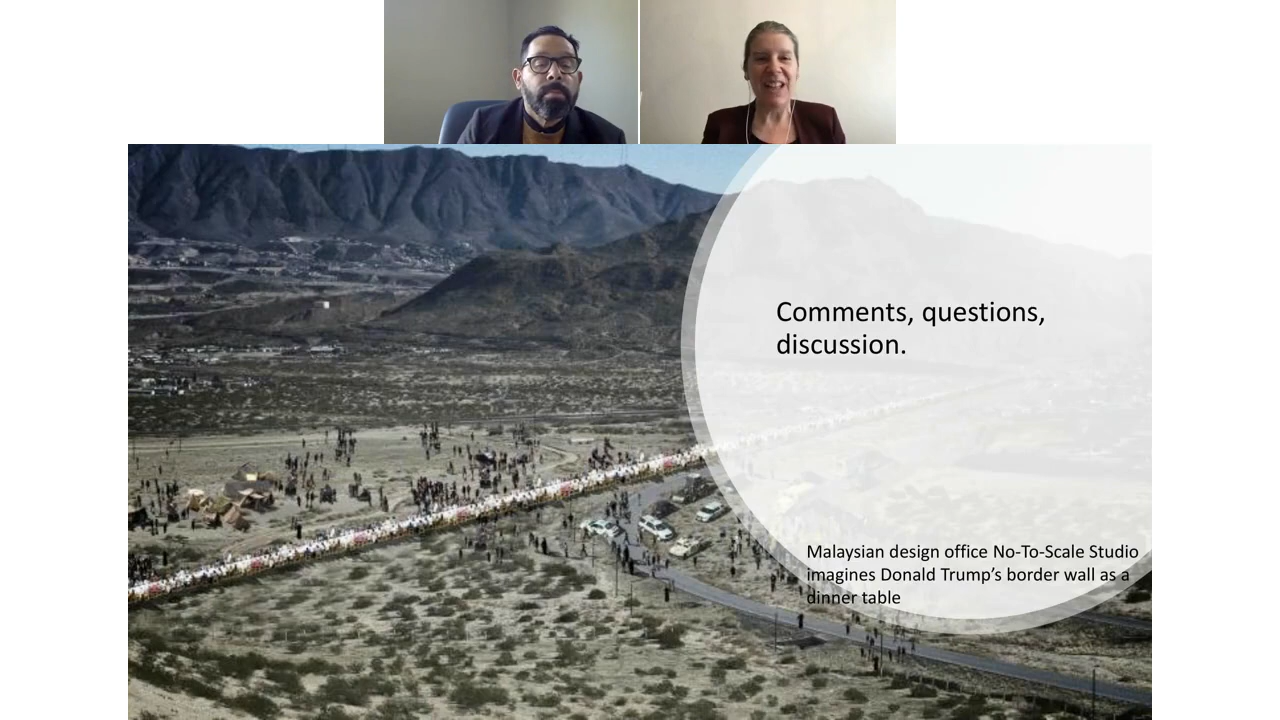 Comments, questions,
discussion.
Malaysian design office No-To-Scale Studio
imagines Donald Trump's border wall as a
dinner table